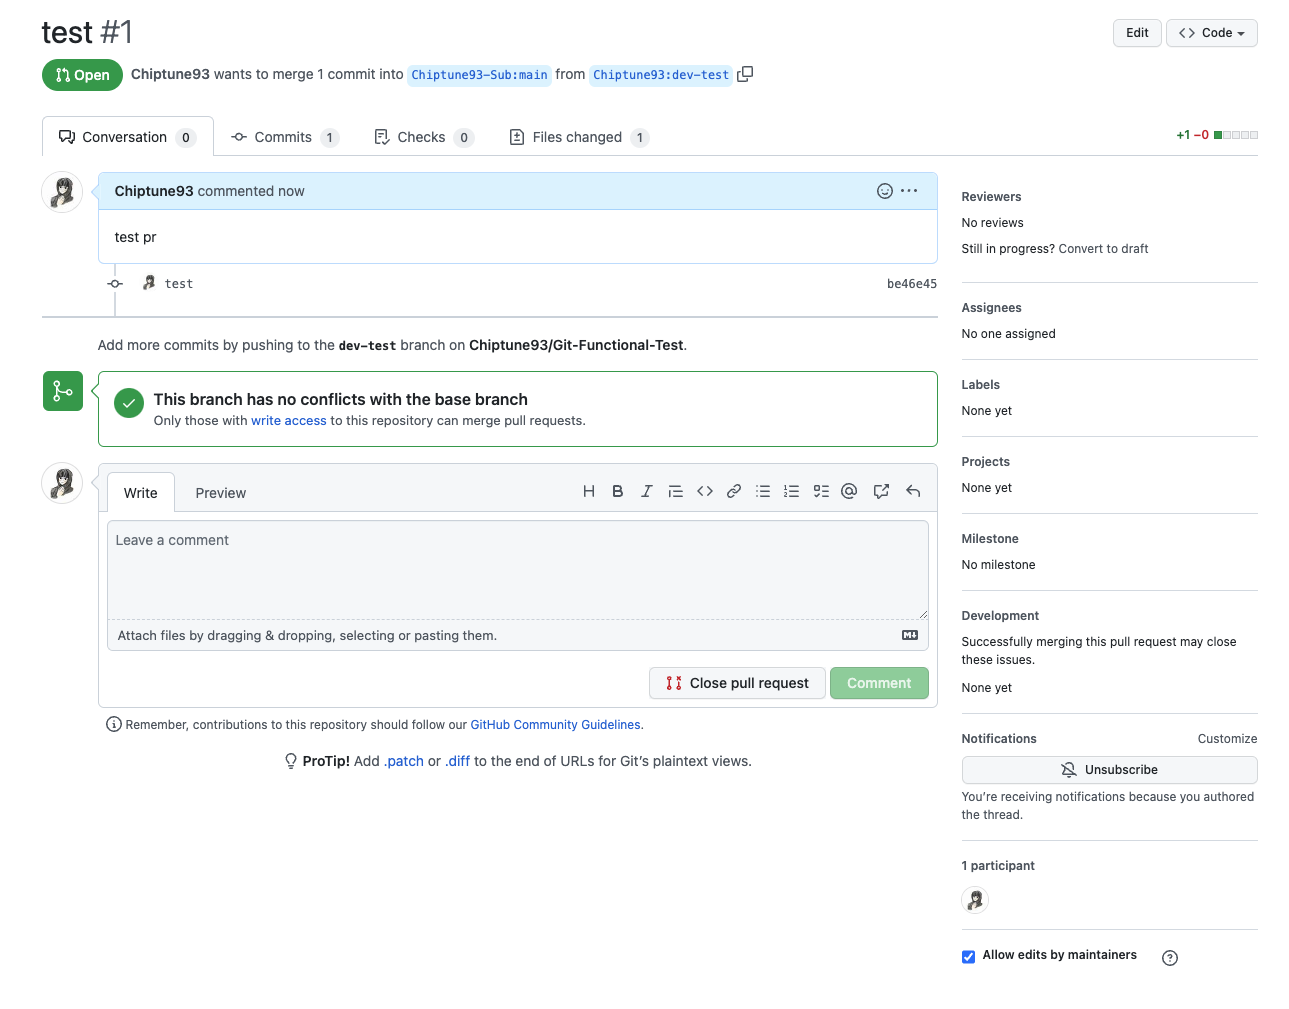 test #1
Edit
Code
Open
Chiptune93 wants to merge 1 commit into Chiptune93-Sub:main from Chiptune93:dev-test
Conversation 0
Commits 1
Checks 0
Files changed 1
+1 −0
Chiptune93 commented now
test pr
test
be46e45
Add more commits by pushing to the dev-test branch on Chiptune93/Git-Functional-Test.
This branch has no conflicts with the base branch
Only those with write access to this repository can merge pull requests.
Write
Preview
Leave a comment
Attach files by dragging & dropping, selecting or pasting them.
Close pull request
Comment
Remember, contributions to this repository should follow our GitHub Community Guidelines.
ProTip! Add .patch or .diff to the end of URLs for Git’s plaintext views.
Reviewers
No reviews
Still in progress? Convert to draft
Assignees
No one assigned
Labels
None yet
Projects
None yet
Milestone
No milestone
Development
Successfully merging this pull request may close
these issues.
None yet
Notifications
Customize
Unsubscribe
You’re receiving notifications because you authored
the thread.
1 participant
Allow edits by maintainers